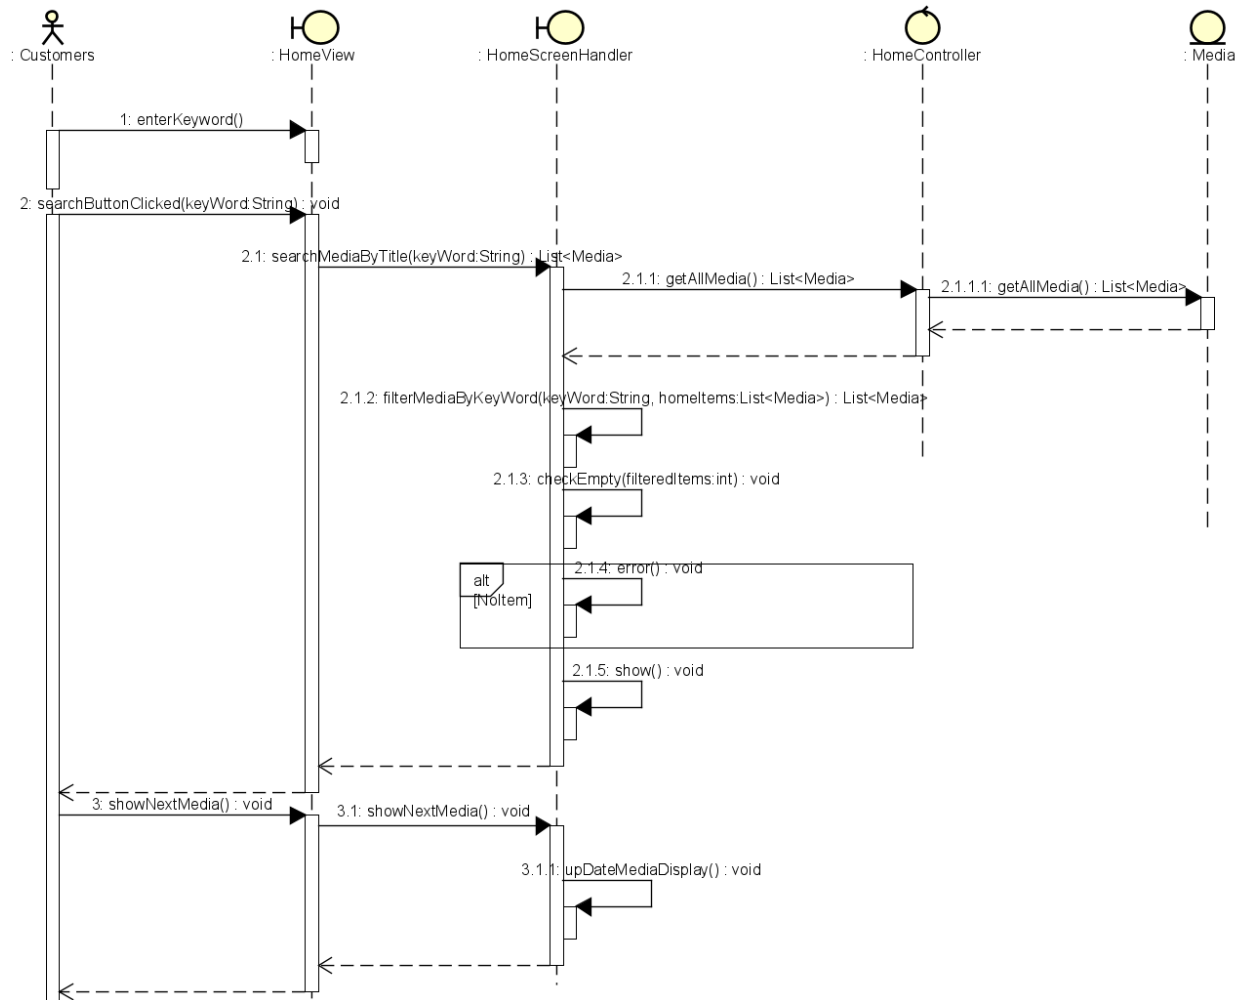 : Customers
: HomeView
: HomeScreenHandler
: HomeController
: Media
1: enterKeyword()
2: searchButtonClicked(keyWord:String) : void
2.1: searchMediaByTitle(keyWord:String) : List<Media>
2.1.1: getAllMedia() : List<Media>
2.1.1.1: getAllMedia() : List<Media>
2.1.2: filterMediaByKeyWord(keyWord:String, homeItems:List<Media>) : List<Media>
2.1.3: checkEmpty(filteredItems:int) : void
2.1.4: error() : void
alt
[NoItem]
2.1.5: show() : void
3: showNextMedia() : void
3.1: showNextMedia() : void
3.1.1: upDateMediaDisplay() : void